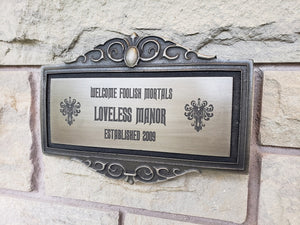 WELCOME FOOLISH MORTALS
LOVELESS MANOR
ESTABLISHED 2009